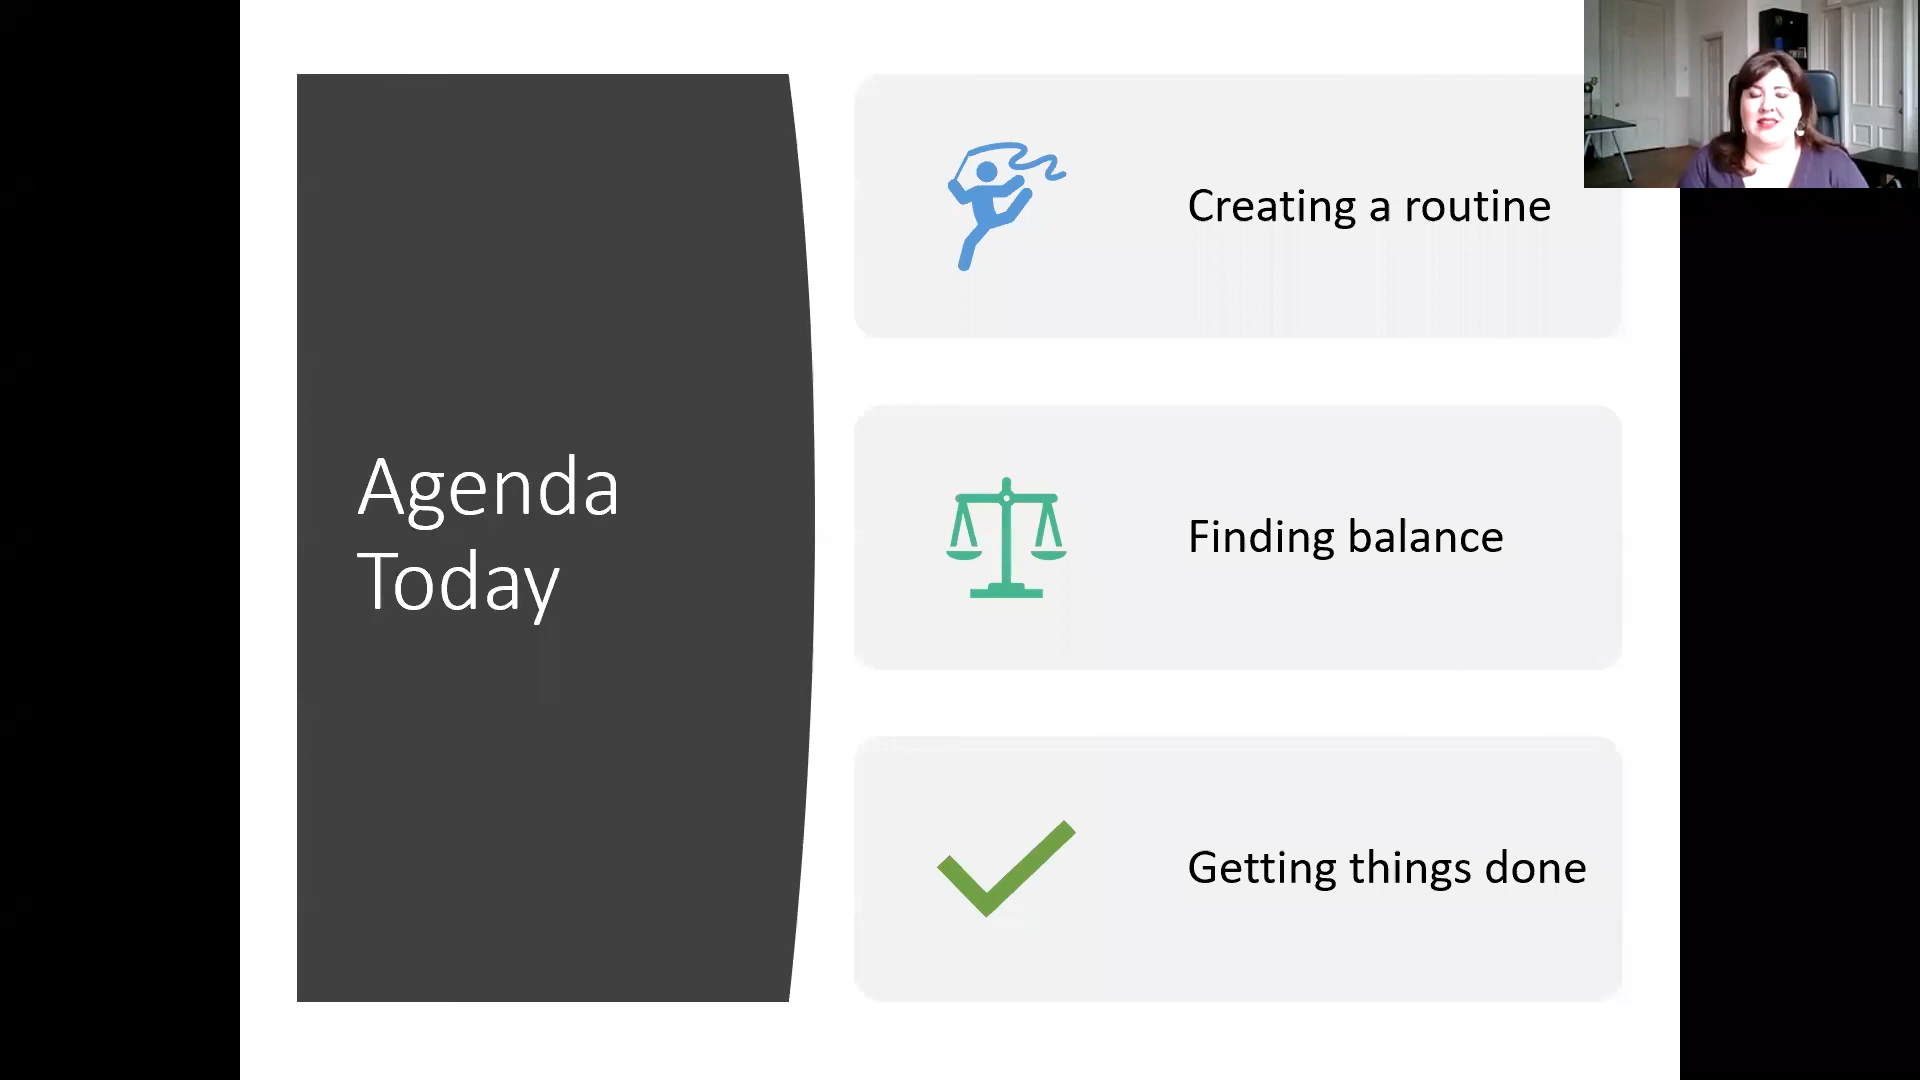 Agenda
Today
Creating a routine
Finding balance
Getting things done